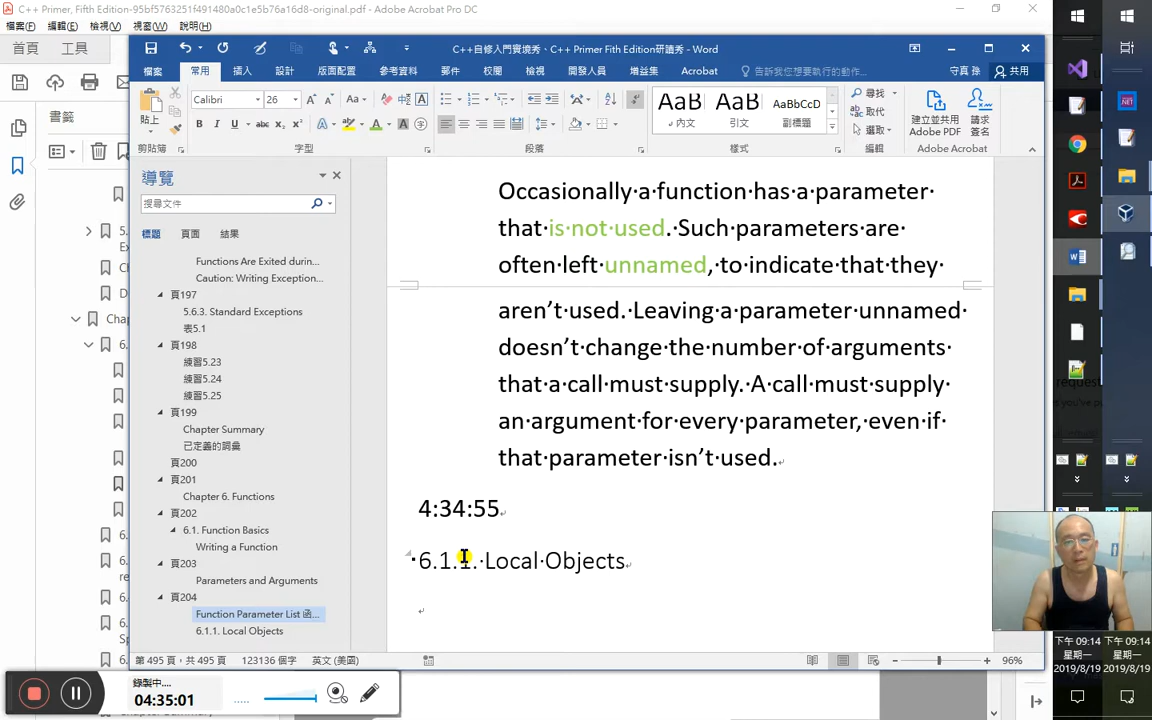 C++ Primer, Fifth Edition-95bf5763163251491480a0c1e5b76a16d8-original.pdf - Adobe Acrobat Pro DC
檔案(F) 編輯(E) 檢視(V) 視窗(W) 說明(H)
首頁 工具
書籤
C++自修入門實境秀、C++ Primer Fifth Edition研讀秀 - Word
檔案 常用 插入 設計 版面配置 參考資料 郵件 校閱 檢視 開發人員 增益集 Acrobat 告訴我您想要執行的動作... 守真 孫 共用
貼上
Calibri 26
剪貼簿 字型 段落
AaB AaB AaBbCcD
內文 引文 副標題
樣式
尋找
取代
選取
編輯
建立並共用 Adobe PDF
請求簽名
Adobe Acrobat
導覽
搜尋文件
標題 頁面 結果
Functions Are Exited durin...
Caution: Writing Exception...
頁197
5.6.3. Standard Exceptions
表5.1
頁198
練習5.23
練習5.24
練習5.25
頁199
Chapter Summary
已定義的詞彙
頁200
頁201
Chapter 6. Functions
頁202
6.1. Function Basics
Writing a Function
頁203
Parameters and Arguments
頁204
Function Parameter List 函...
6.1.1. Local Objects
Occasionally a function has a parameter
that is not used. Such parameters are
often left unnamed, to indicate that they
aren’t used. Leaving a parameter unnamed
doesn’t change the number of arguments
that a call must supply. A call must supply
an argument for every parameter, even if
that parameter isn’t used.
4:34:55
6.1.1. Local Objects
第 495 頁，共 495 頁 123136 個字 英文 (美國) 96%
錄製中...
04:35:01
下午 09:14
星期一
2019/8/19
下午 09:14
星期一
2019/8/19